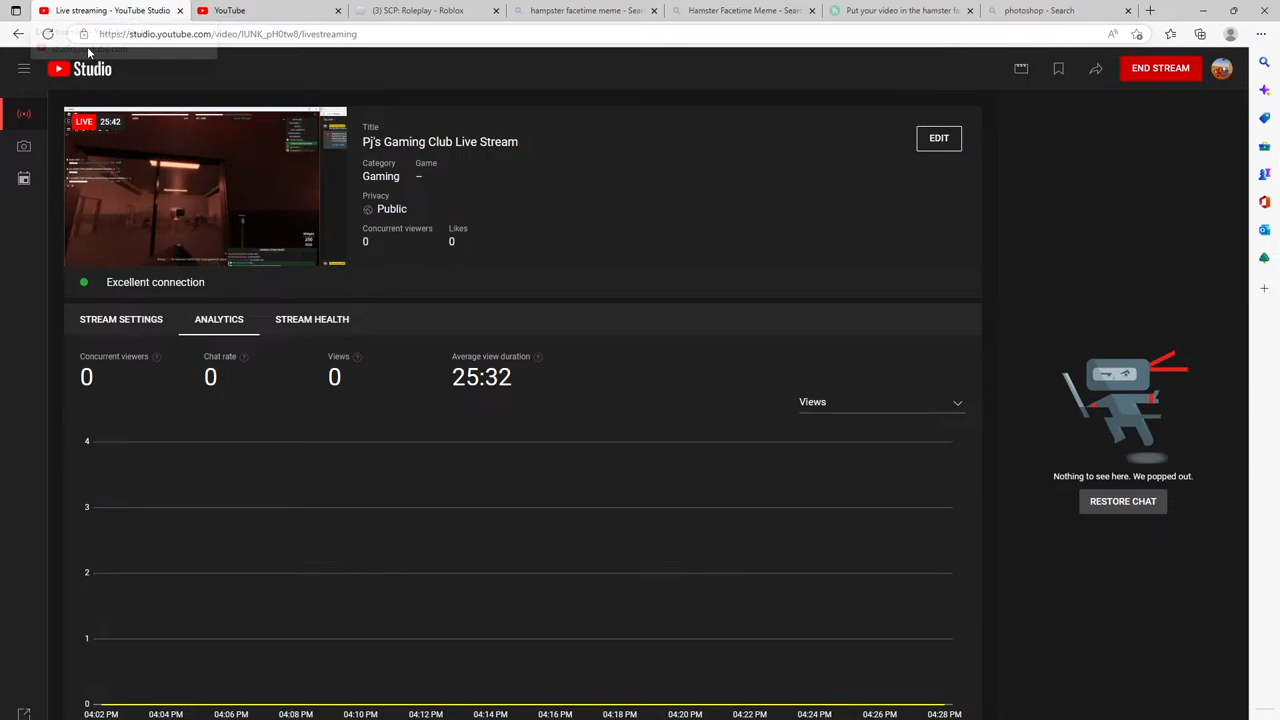 Live streaming - YouTube Studio
YouTube
(3) SCP: Roleplay - Roblox
hamster facetime meme - Sear
Hamster Facetime Meme - Searc
Put your video in the hamster fa
photoshop - Search
https://studio.youtube.com/video/IUNK_pH0tw8/livestreaming
Studio
END STREAM
LIVE 25:42
Title
Pj's Gaming Club Live Stream
EDIT
Category Game
Gaming –
Privacy
Public
Concurrent viewers Likes
0 0
Excellent connection
STREAM SETTINGS ANALYTICS STREAM HEALTH
Concurrent viewers Chat rate Views Average view duration
0 0 0 25:32
Views
4
3
2
1
0
04:02 PM 04:04 PM 04:06 PM 04:08 PM 04:10 PM 04:12 PM 04:14 PM 04:16 PM 04:18 PM 04:20 PM 04:22 PM 04:24 PM 04:26 PM 04:28 PM
Nothing to see here. We popped out.
RESTORE CHAT